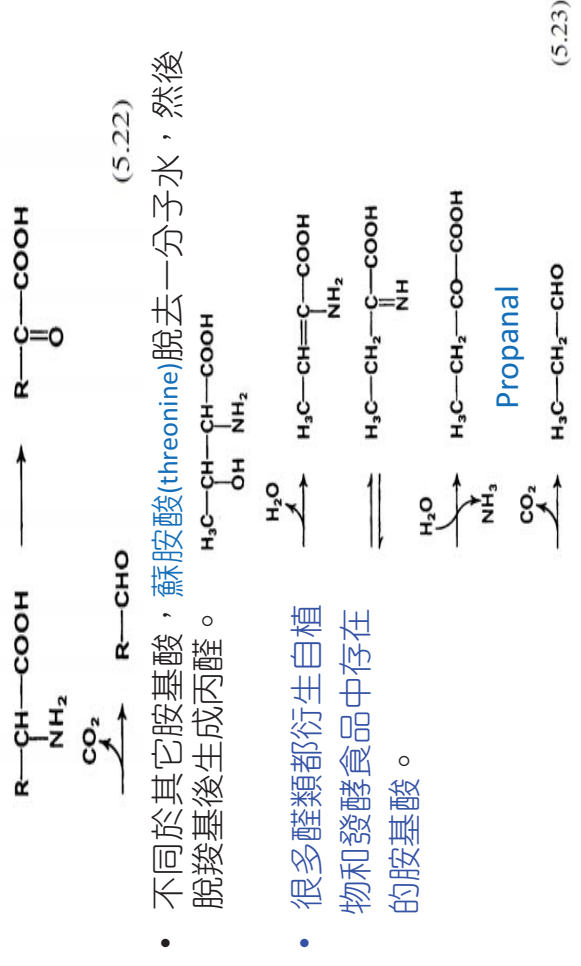 R—CH—COOH
NH₂
R—C—COOH
O
CO₂
R—CHO
(5.22)
• 不同於其它胺基酸，蘇胺酸(threonine)脫去一分子水，然後
脫羧基後生成丙醛。
H₃C—CH—CH—COOH
OH NH₂
• 很多醛類都衍生自植
物和發酵食品中存在
的胺基酸。
H₂O
H₃C—CH=C—COOH
NH₂
H₃C—CH₂—C—COOH
NH
H₂O
NH₃
H₃C—CH₂—CO—COOH
Propanal
CO₂
H₃C—CH₂—CHO
(5.23)